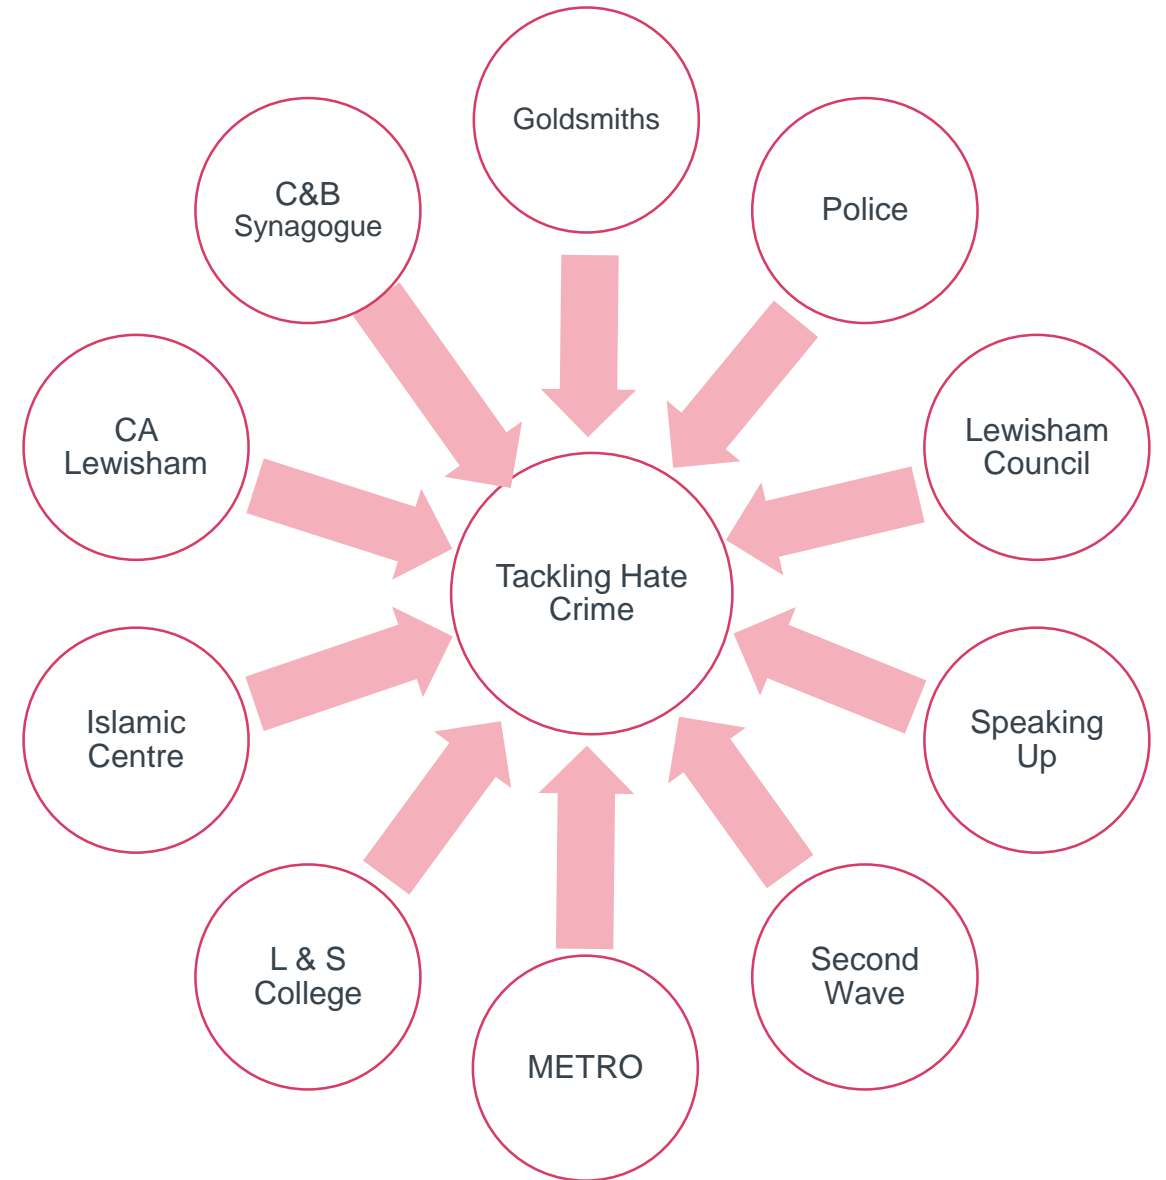 Goldsmiths
Police
Lewisham
Council
Speaking
Up
Second
Wave
METRO
L & S
College
Islamic
Centre
CA
Lewisham
C&B
Synagogue
Tackling Hate
Crime